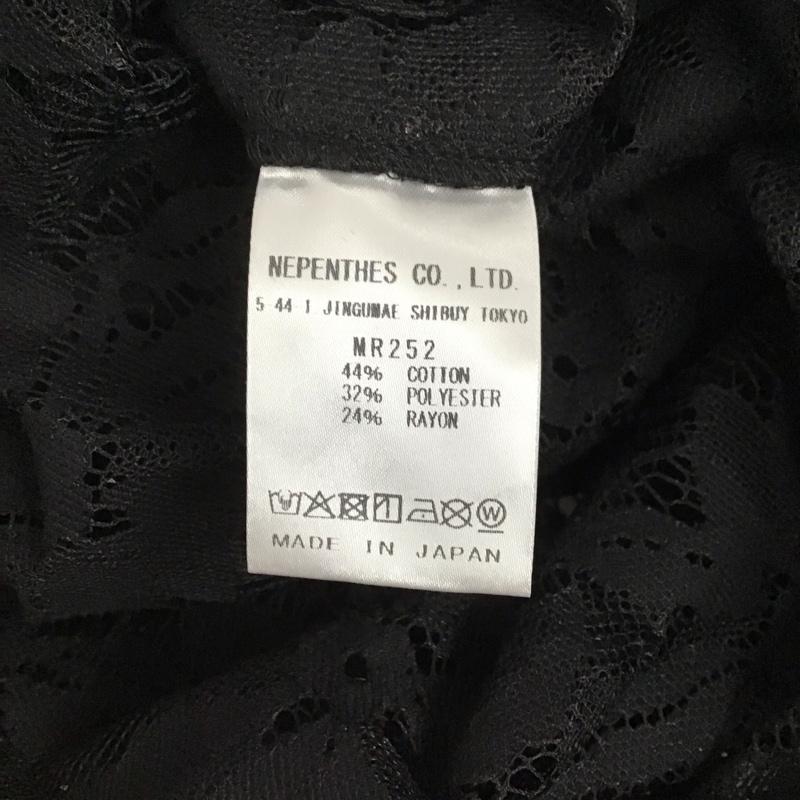 NEPENTHES CO.,LTD.
5-44-1 JINGUMAE SHIBUY TOKYO
MR252
44% COTTON
32% POLYESTER
24% RAYON
W
MADE IN JAPAN